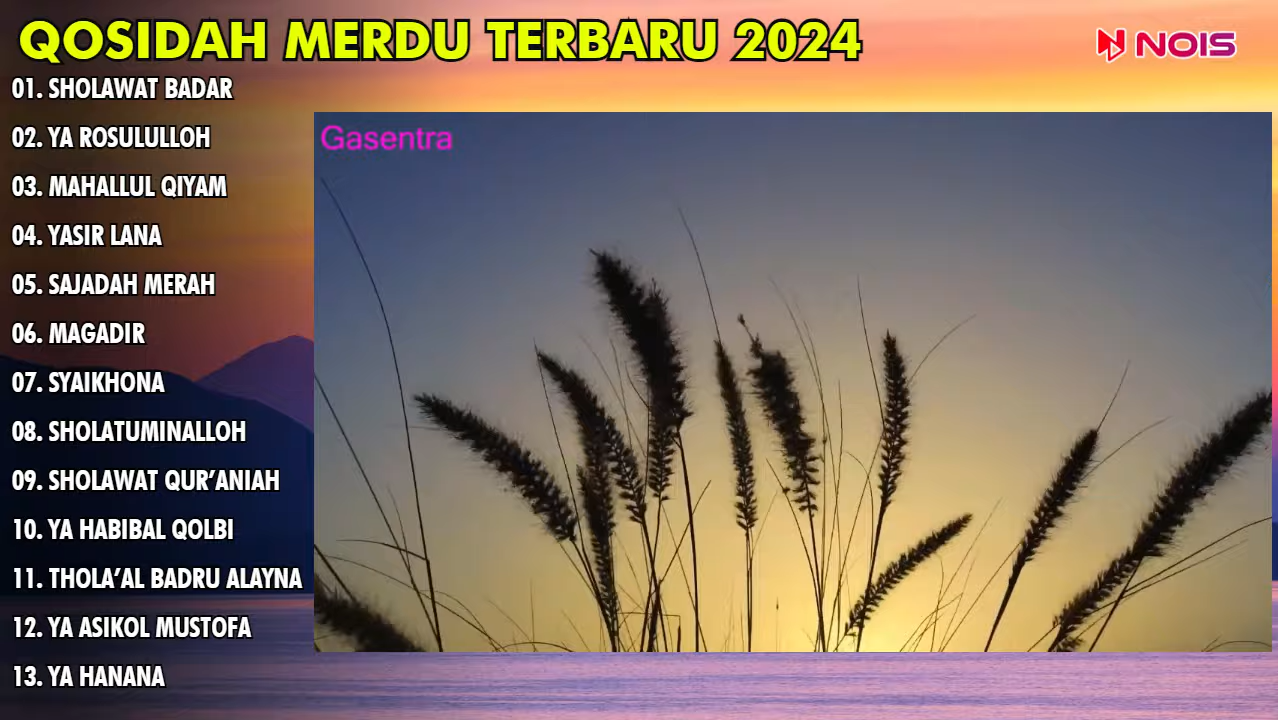 QOSIDAH MERDU TERBARU 2024
NOIS
01. SHOLAWAT BADAR
02. YA ROSULULLOH
03. MAHALLUL QIYAM
04. YASIR LANA
05. SAJADAH MERAH
06. MAGADIR
07. SYAIKHONA
08. SHOLATUMINALLOH
09. SHOLAWAT QUR’ANIAH
10. YA HABIBAL QOLBI
11. THOLA’AL BADRU ALAYNA
12. YA ASIKOL MUSTOFA
13. YA HANANA
Gasentra